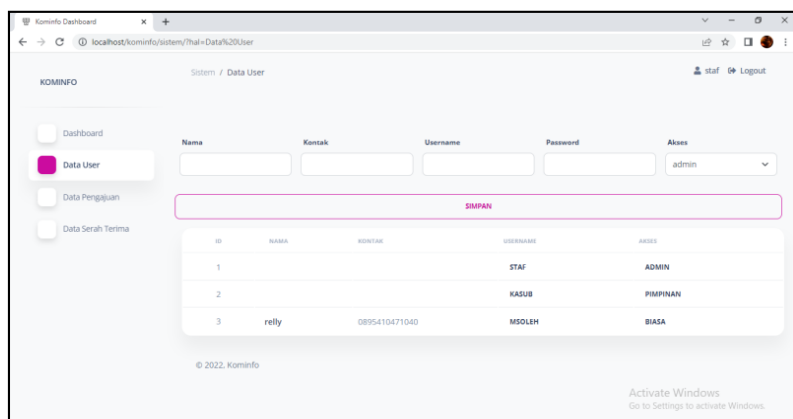 Kominfo Dashboard
localhost/kominfo/sistem/?hal=Data%20User
KOMINFO
Sistem / Data User
staf Logout
Dashboard
Data User
Data Pengajuan
Data Serah Terima
Nama Kontak Username Password Akses
admin
SIMPAN
ID NAMA KONTAK USERNAME AKSES
1 STAF ADMIN
2 KASUB PIMPINAN
3 relly 0895410471040 MSOLEH BIASA
© 2022, Kominfo
Activate Windows
Go to Settings to activate Windows.